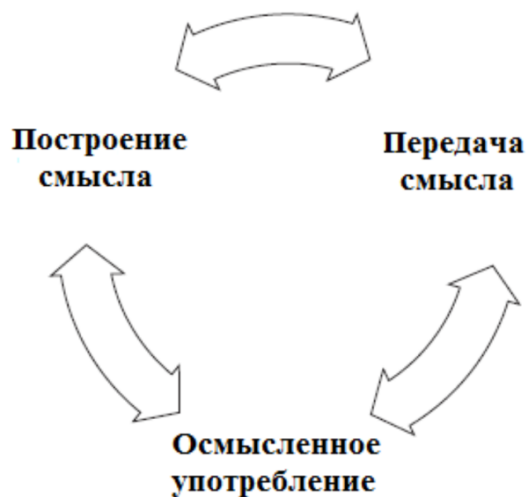 Построение
смысла
Передача
смысла
Осмысленное
употребление